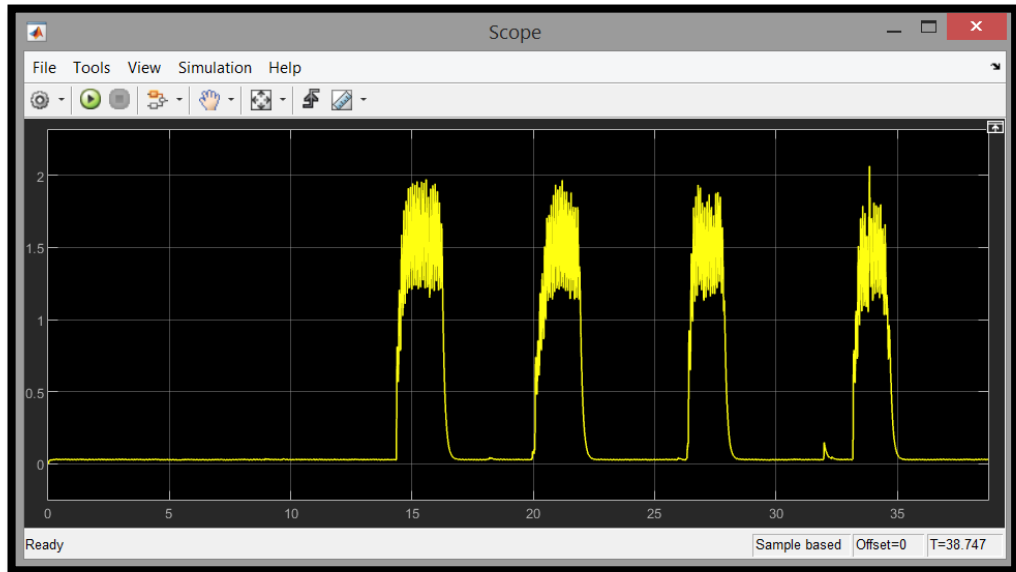 Scope
File Tools View Simulation Help
2
1.5
1
0.5
0
0 5 10 15 20 25 30 35
Ready Sample based Offset=0 T=38.747